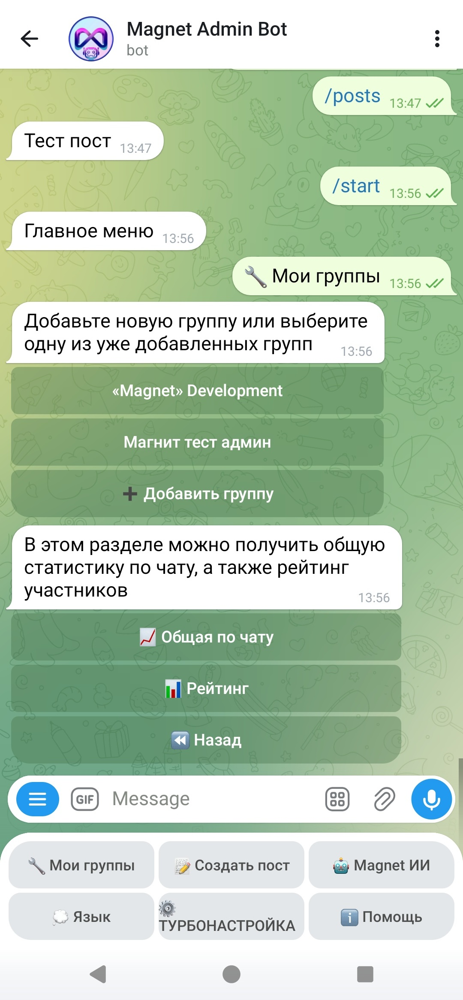 Magnet Admin Bot
bot
/posts 13:47
Тест пост 13:47
/start 13:56
Главное меню 13:56
🔧 Мои группы 13:56
Добавьте новую группу или выберите
одну из уже добавленных групп 13:56
«Magnet» Development
Магнит тест админ
➕ Добавить группу
В этом разделе можно получить общую
статистику по чату, а также рейтинг
участников 13:56
📈 Общая по чату
📊 Рейтинг
⏪ Назад
GIF Message
🔧 Мои группы
📝 Создать пост
🤖 Magnet ИИ
💭 Язык
⚙️
ТУРБОНАСТРОЙКА
ℹ️ Помощь